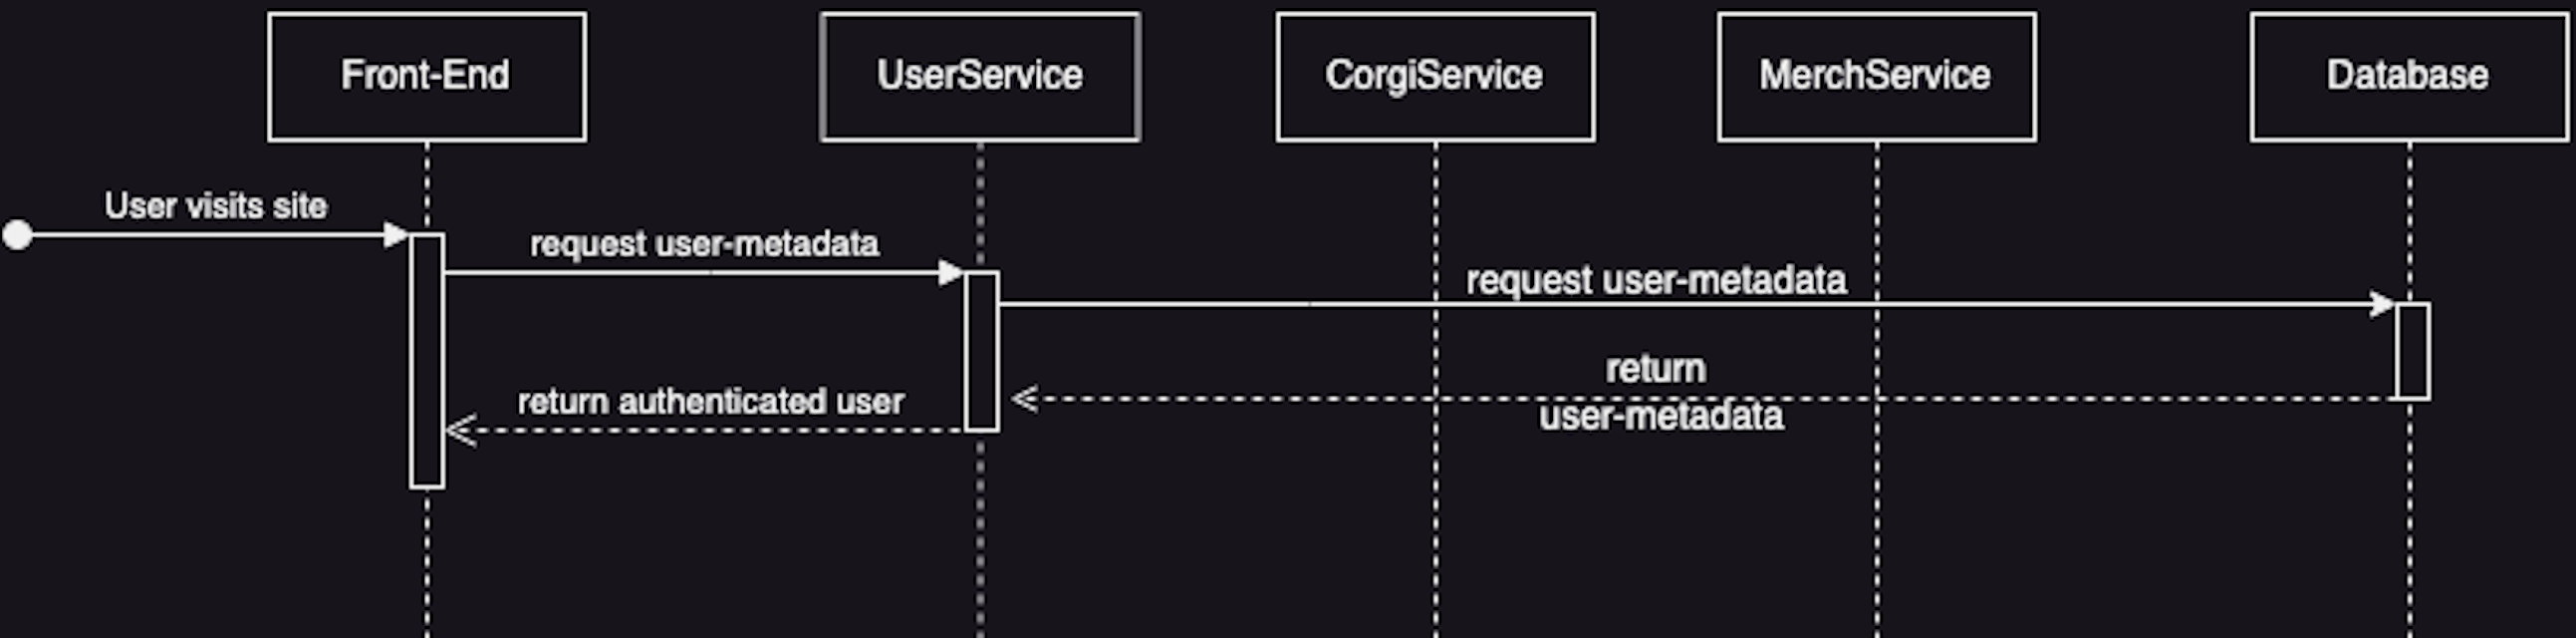 Front-End
UserService
CorgiService
MerchService
Database
User visits site
request user-metadata
request user-metadata
return
user-metadata
return authenticated user